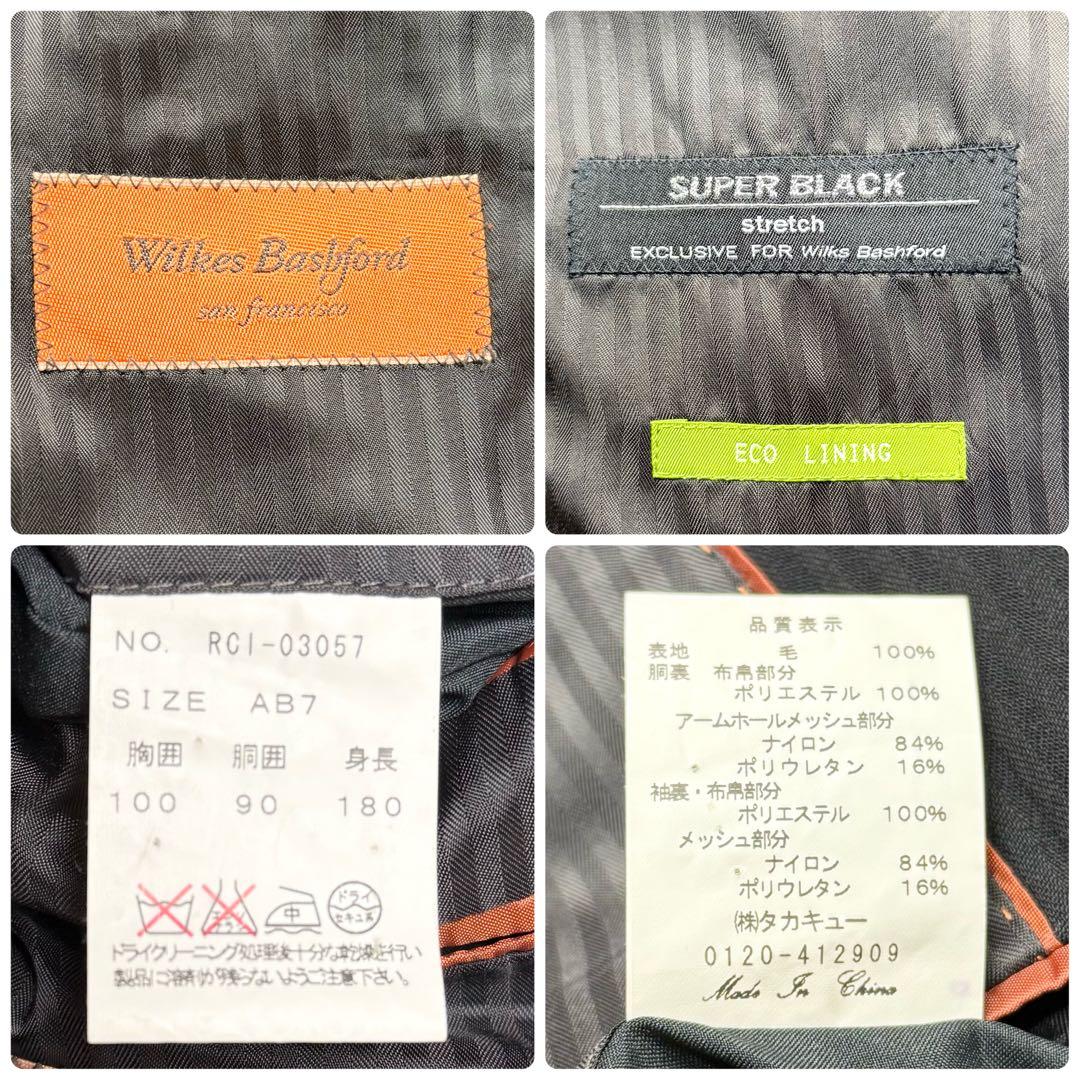 Wilkes Bashford
san francisco
SUPER BLACK
stretch
EXCLUSIVE FOR Wilks Bashford
ECO LINING
NO. RCI-03057
SIZE AB7
胸囲 胴囲 身長
100 90 180
エンソ
サラシ
中
ドライ
セキユ系
ドライクリーニング処理後十分な乾燥を行い
製品に溶剤が残らないようご注意下さい。
品質表示
表地 毛 100%
胴裏 布帛部分
ポリエステル 100%
アームホールメッシュ部分
ナイロン 84%
ポリウレタン 16%
袖裏・布帛部分
ポリエステル 100%
メッシュ部分
ナイロン 84%
ポリウレタン 16%
㈱タカキュー
0120-412909
Made In China